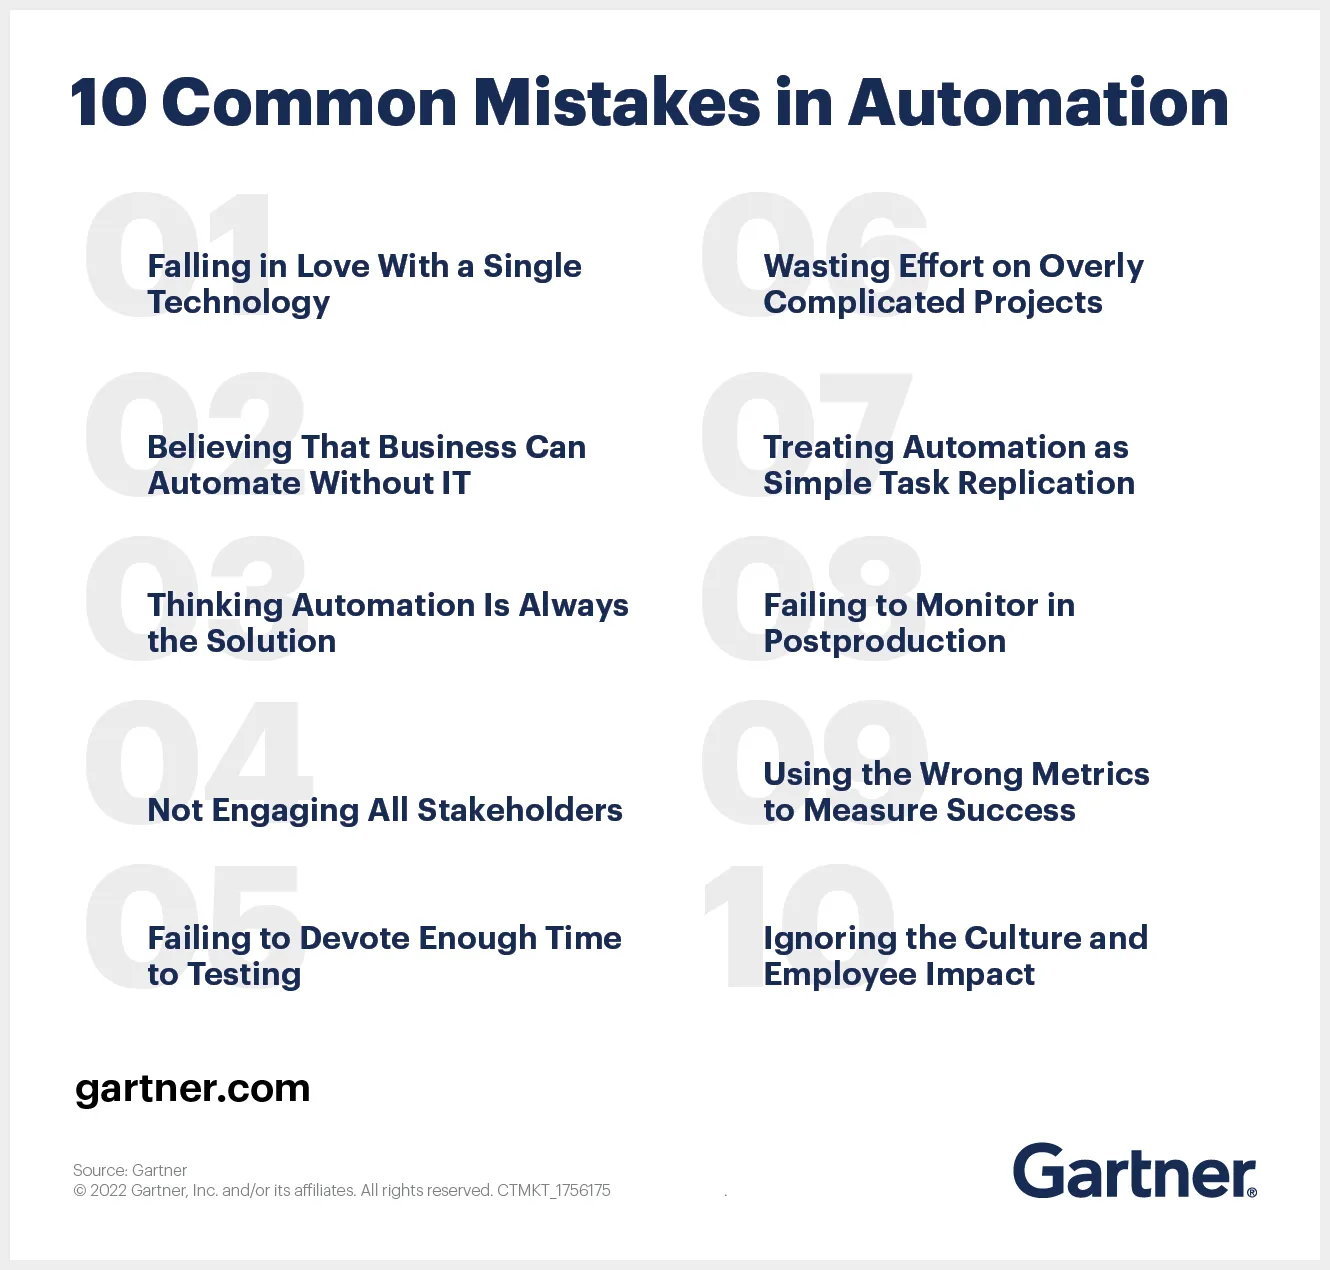 10 Common Mistakes in Automation
01
Falling in Love With a Single
Technology
02
Believing That Business Can
Automate Without IT
03
Thinking Automation Is Always
the Solution
04
Not Engaging All Stakeholders
05
Failing to Devote Enough Time
to Testing
06
Wasting Effort on Overly
Complicated Projects
07
Treating Automation as
Simple Task Replication
08
Failing to Monitor in
Postproduction
09
Using the Wrong Metrics
to Measure Success
10
Ignoring the Culture and
Employee Impact
gartner.com
Source: Gartner
© 2022 Gartner, Inc. and/or its affiliates. All rights reserved. CTMKT_1756175 .
Gartner®